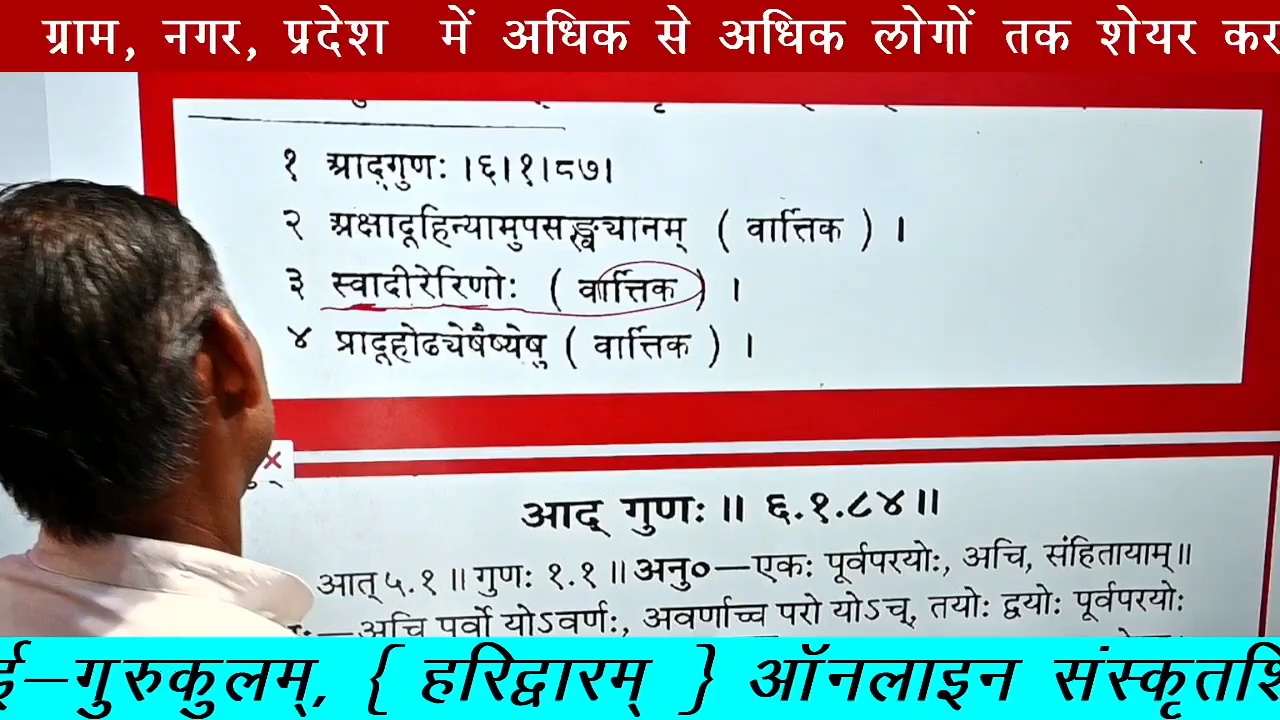 ग्राम, नगर, प्रदेश में अधिक से अधिक लोगों तक शेयर कर
१ आद्गुणः ।६।१।८७।
२ अक्षादूहिन्यामुपसङ्ख्यानम् ( वार्त्तिक ) ।
३ स्वादीरेरिणोः ( वार्त्तिक ) ।
४ प्रादूहोढ्येषैष्येषु ( वार्त्तिक ) ।
आद् गुणः ॥ ६.१.८४ ॥
आत् ५.१ ॥ गुणः १.१ ॥ अनु०—एकः पूर्वपरयोः, अचि, संहितायाम् ॥
—अचि पूर्वो योऽवर्णः, अवर्णाच्च परो योऽच्, तयोः द्वयोः पूर्वपरयोः
ई-गुरुकुलम्, { हरिद्वारम् } ऑनलाइन संस्कृतशि